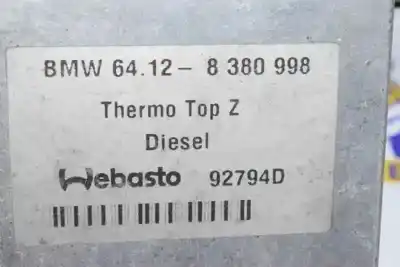 BMW 64.12 - 8 380 998
Thermo Top Z
Diesel
Webasto 92794D